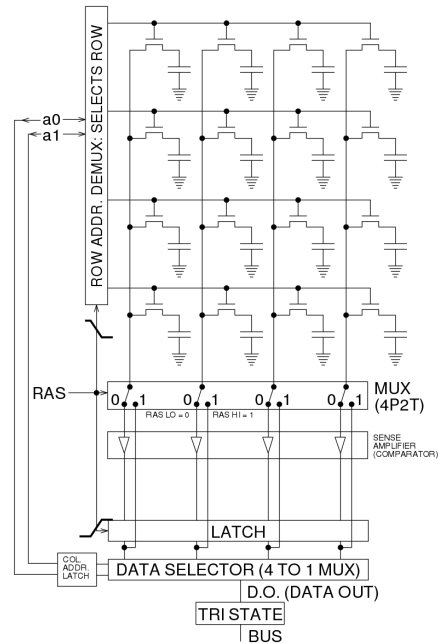 ROW ADDR. DEMUX: SELECTS ROW
a0
a1
RAS
0 1 0 1 0 1 0 1
MUX
(4P2T)
RAS LO = 0 RAS HI = 1
SENSE
AMPLIFIER
(COMPARATOR)
LATCH
COL.
ADDR.
LATCH
DATA SELECTOR (4 TO 1 MUX)
D.O. (DATA OUT)
TRI STATE
BUS